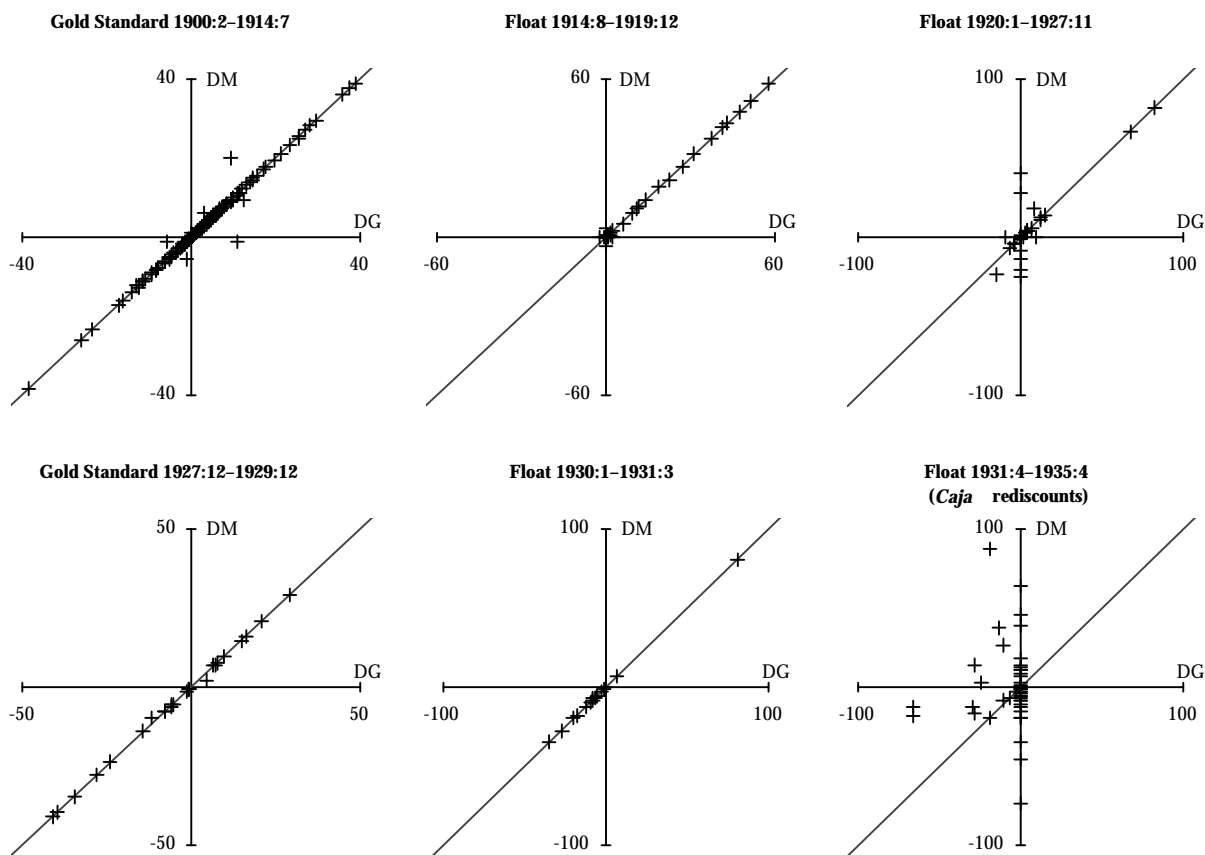 Gold Standard 1900:2–1914:7
Float 1914:8–1919:12
Float 1920:1–1927:11
40 DM
60 DM
100 DM
DG
DG
DG
-40
40
-60
60
-100
100
-40
-60
-100
Gold Standard 1927:12–1929:12
Float 1930:1–1931:3
Float 1931:4–1935:4
(Caja rediscounts)
50 DM
100 DM
100 DM
DG
DG
DG
-50
50
-100
100
-100
100
-50
-100
-100